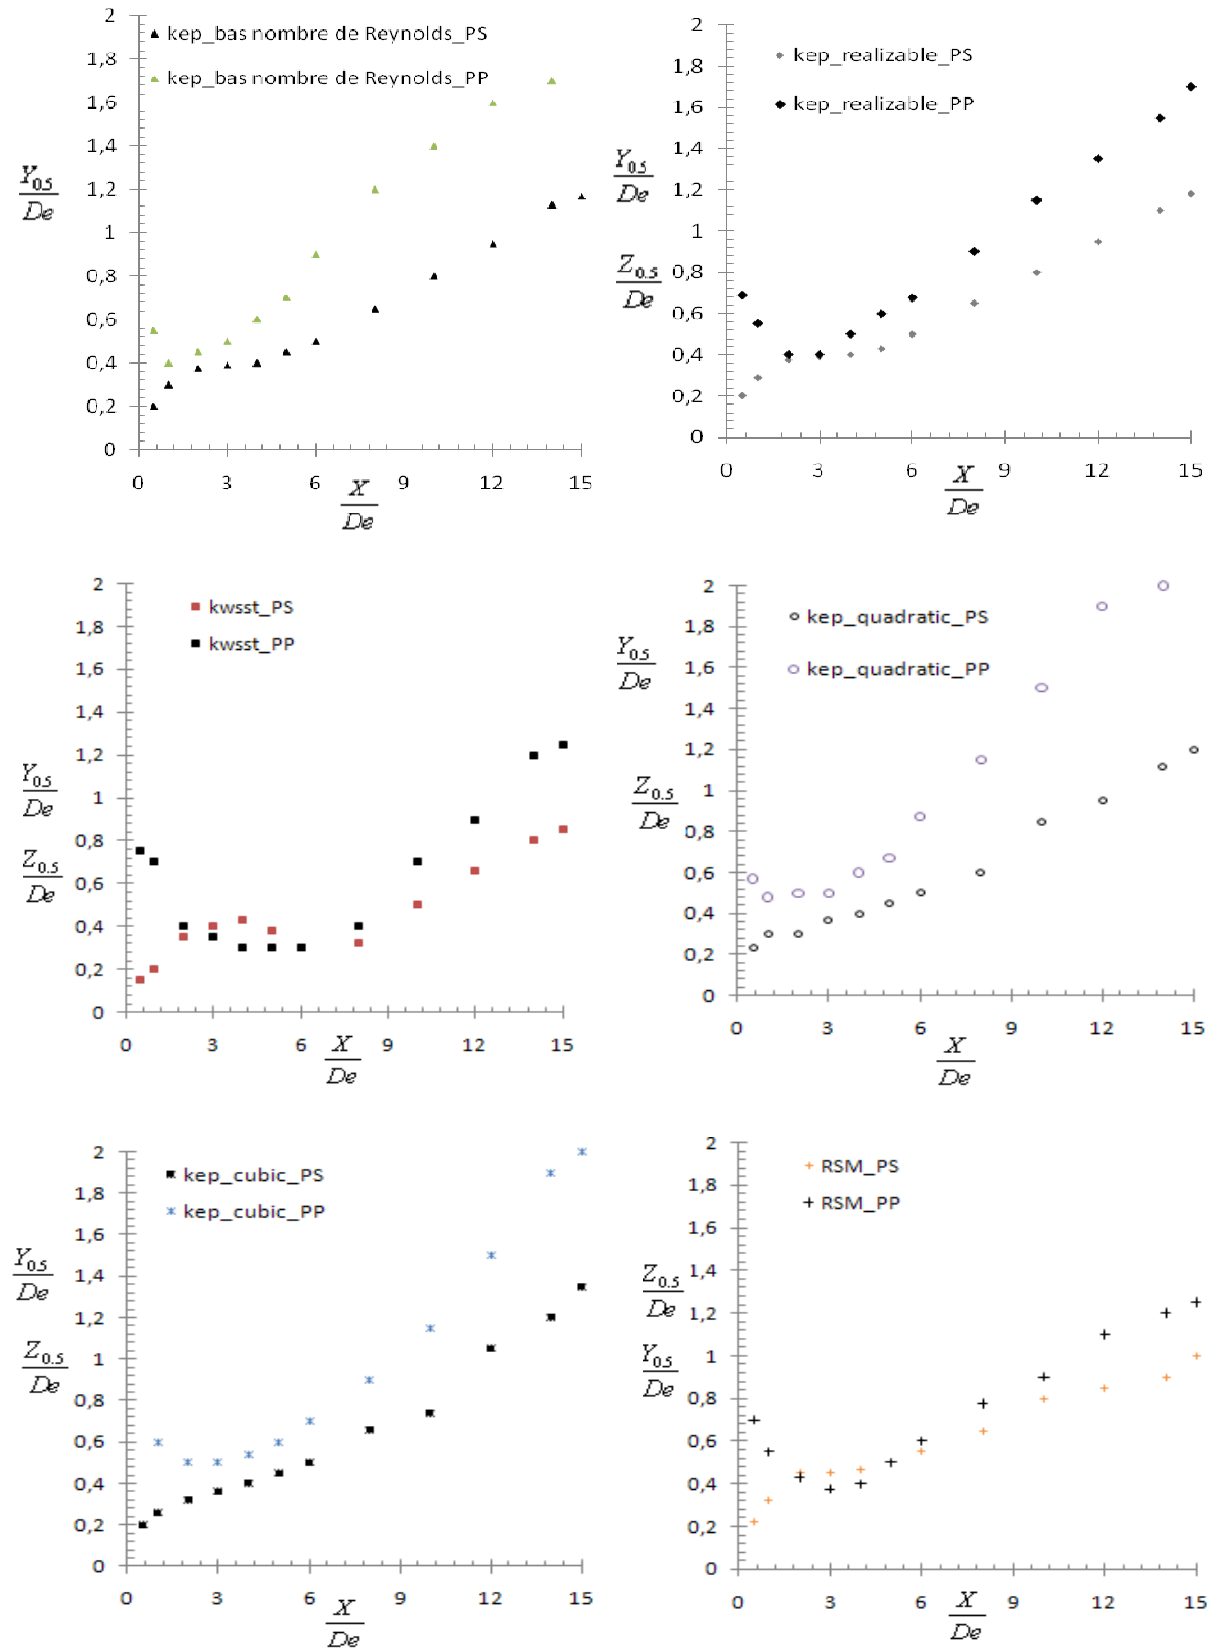 2
1,8
1,6
1,4
1,2
1
0,8
0,6
0,4
0,2
0
kep_bas nombre de Reynolds_PS
kep_bas nombre de Reynolds_PP
Y0.5
De
0 3 6 9 12 15
X
De
2
1,8
1,6
1,4
1,2
1
0,8
0,6
0,4
0,2
0
kep_realizable_PS
kep_realizable_PP
Y0.5
De
Z0.5
De
0 3 6 9 12 15
X
De
2
1,8
1,6
1,4
1,2
1
0,8
0,6
0,4
0,2
0
kwsst_PS
kwsst_PP
Y0.5
De
Z0.5
De
0 3 6 9 12 15
X
De
2
1,8
1,6
1,4
1,2
1
0,8
0,6
0,4
0,2
0
kep_quadratic_PS
kep_quadratic_PP
Y0.5
De
Z0.5
De
0 3 6 9 12 15
X
De
2
1,8
1,6
1,4
1,2
1
0,8
0,6
0,4
0,2
0
kep_cubic_PS
kep_cubic_PP
Y0.5
De
Z0.5
De
0 3 6 9 12 15
X
De
2
1,8
1,6
1,4
1,2
1
0,8
0,6
0,4
0,2
0
RSM_PS
RSM_PP
Z0.5
De
Y0.5
De
0 3 6 9 12 15
X
De